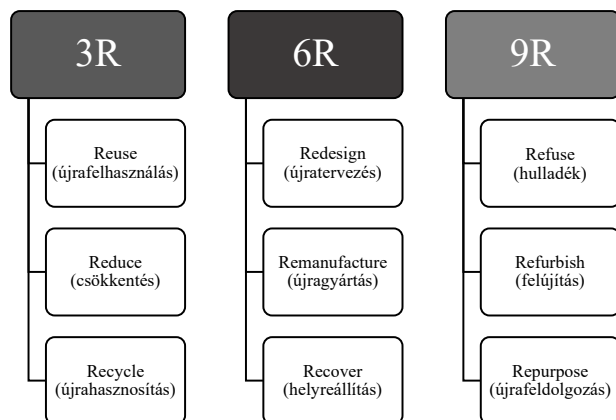 3R
Reuse
(újrafelhasználás)
Reduce
(csökkentés)
Recycle
(újrahasznosítás)
6R
Redesign
(újratervezés)
Remanufacture
(újragyártás)
Recover
(helyreállítás)
9R
Refuse
(hulladék)
Refurbish
(felújítás)
Repurpose
(újrafeldolgozás)